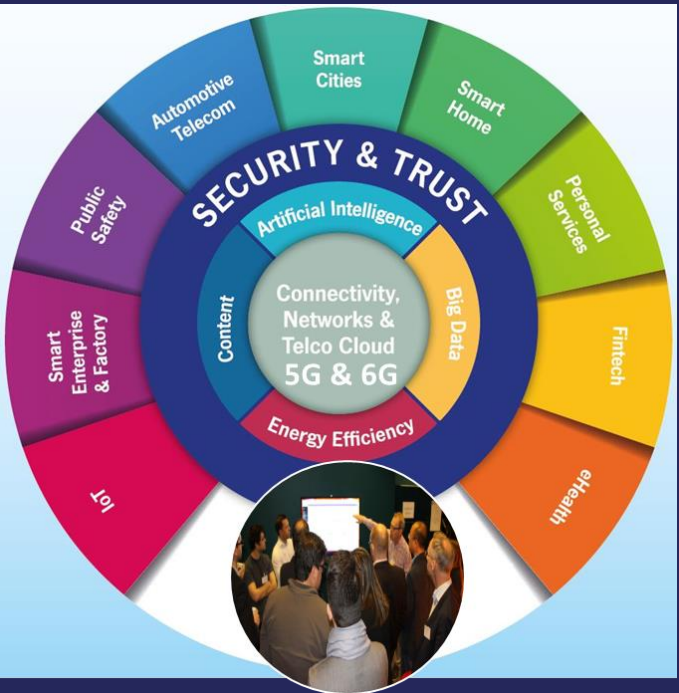 Smart
Cities
Smart
Home
Personal
Services
Fintech
eHealth
IoT
Smart
Enterprise
& Factory
Public
Safety
Automotive
Telecom
SECURITY & TRUST
Artificial Intelligence
Big Data
Energy Efficiency
Content
Connectivity,
Networks &
Telco Cloud
5G & 6G